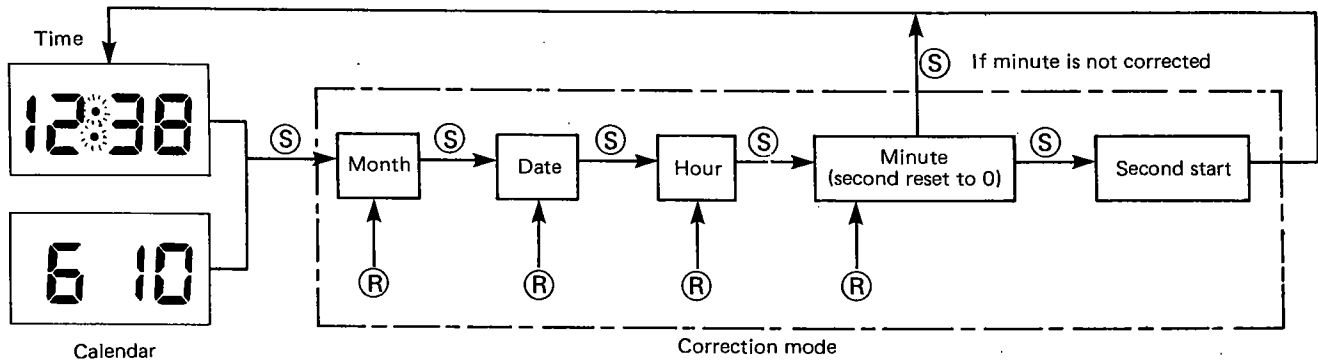 Time
12:38
Ⓢ If minute is not corrected
Ⓢ
Month
Ⓢ
Date
Ⓢ
Hour
Ⓢ
Minute
(second reset to 0)
Ⓢ
Second start
Ⓡ
Ⓡ
Ⓡ
Ⓡ
6 10
Calendar
Correction mode